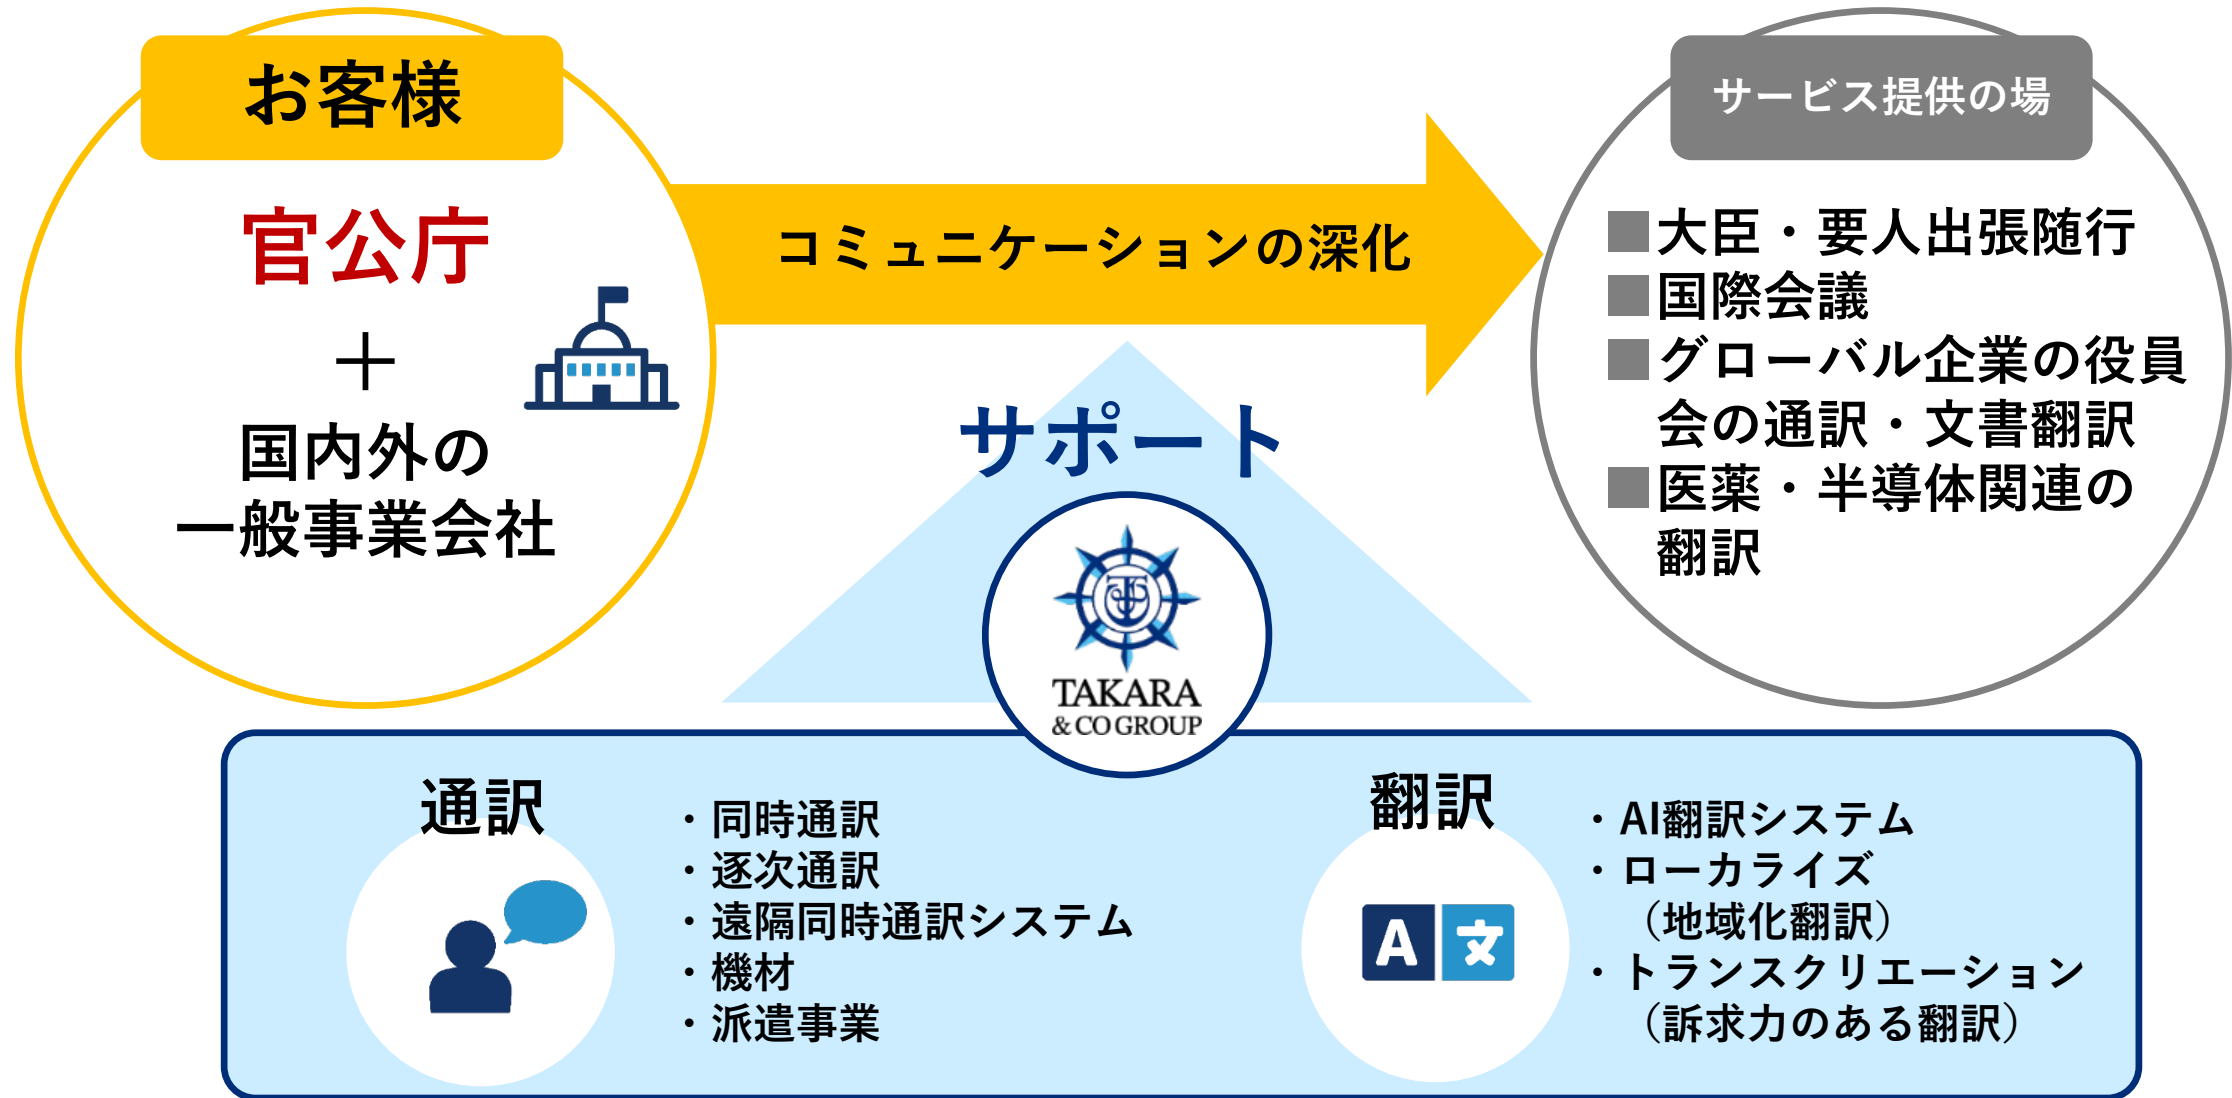 お客様
官公庁
＋
国内外の
一般事業会社
コミュニケーションの深化
サービス提供の場
■大臣・要人出張随行
■国際会議
■グローバル企業の役員
会の通訳・文書翻訳
■医薬・半導体関連の
翻訳
サポート
TAKARA
& CO GROUP
通訳
・同時通訳
・逐次通訳
・遠隔同時通訳システム
・機材
・派遣事業
翻訳
A 文
・AI翻訳システム
・ローカライズ
（地域化翻訳）
・トランスクリエーション
（訴求力のある翻訳）